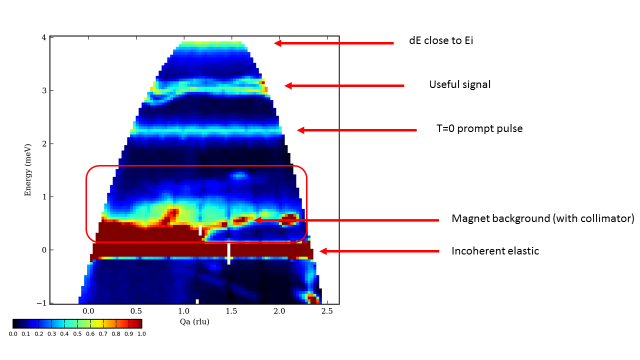 dE close to Ei
Useful signal
T=0 prompt pulse
Magnet background (with collimator)
Incoherent elastic
Energy (meV)
4
3
2
1
0
−1
0.0 0.5 1.0 1.5 2.0 2.5
Qa (rlu)
0.0 0.1 0.2 0.3 0.4 0.5 0.6 0.7 0.8 0.9 1.0